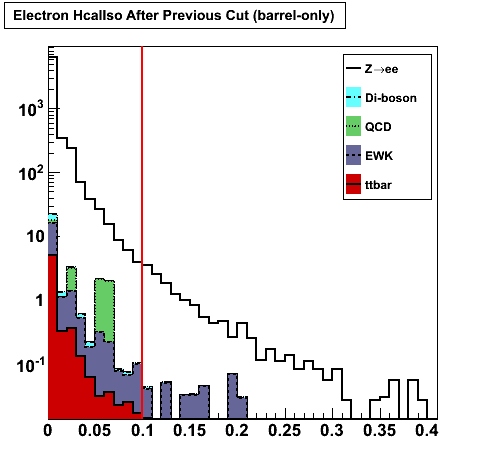 Electron HcalIso After Previous Cut (barrel-only)
Z→ee
Di-boson
QCD
EWK
ttbar
10³
10²
10
1
10⁻¹
0 0.05 0.1 0.15 0.2 0.25 0.3 0.35 0.4